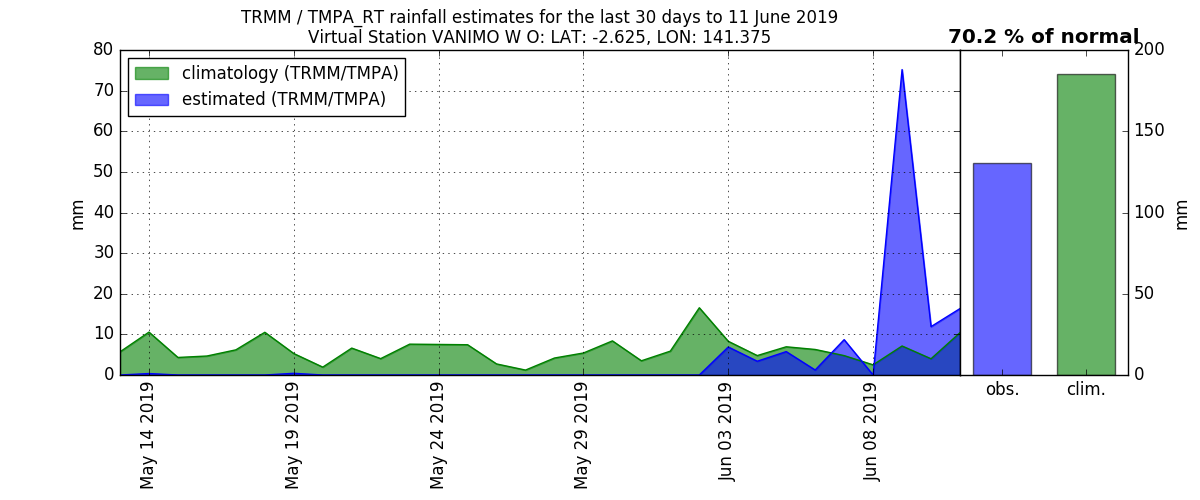 TRMM / TMPA_RT rainfall estimates for the last 30 days to 11 June 2019
Virtual Station VANIMO W O: LAT: -2.625, LON: 141.375
70.2 % of normal
climatology (TRMM/TMPA)
estimated (TRMM/TMPA)
80
70
60
50
40
30
20
10
0
mm
May 14 2019
May 19 2019
May 24 2019
May 29 2019
Jun 03 2019
Jun 08 2019
obs.
clim.
200
150
100
50
0
mm